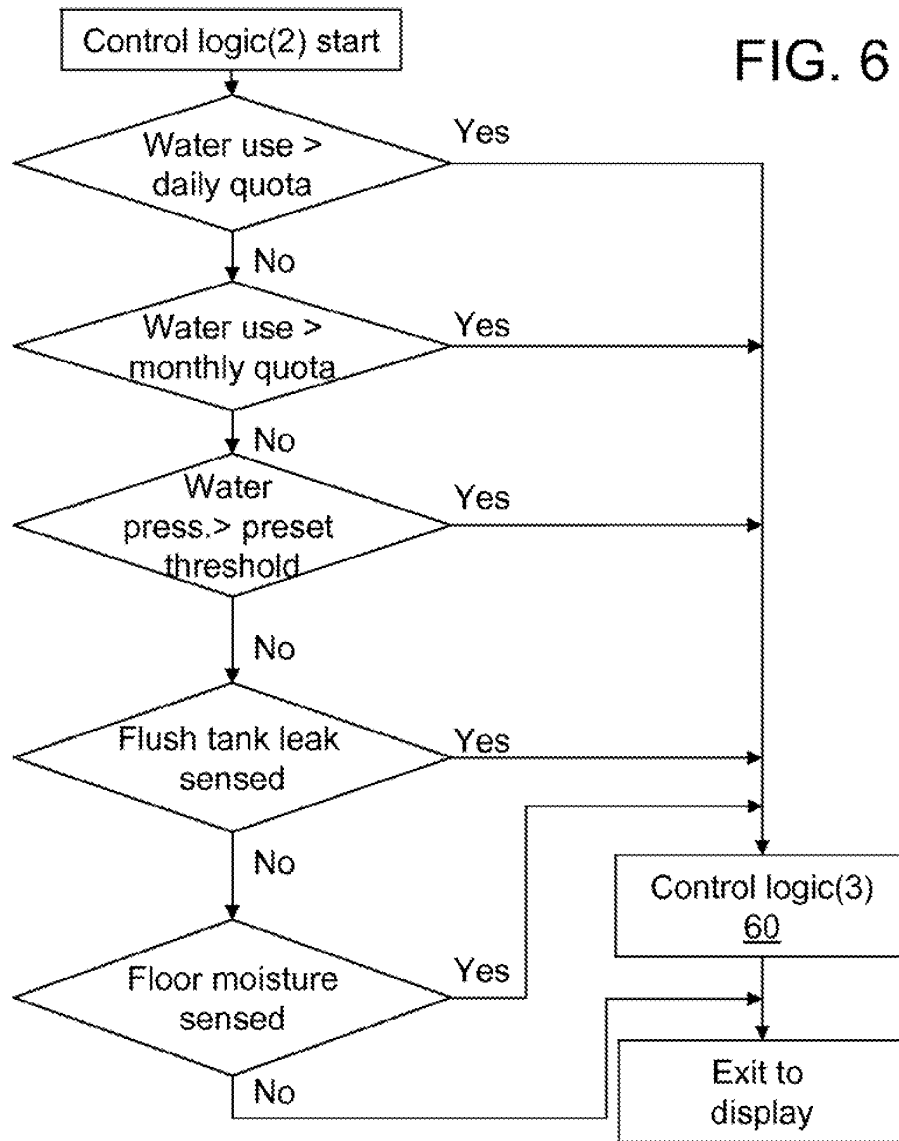 Control logic(2) start
FIG. 6
Water use >
daily quota
Yes
No
Water use >
monthly quota
Yes
No
Water
press.> preset
threshold
Yes
No
Flush tank leak
sensed
Yes
No
Control logic(3)
60
Floor moisture
sensed
Yes
No
Exit to
display